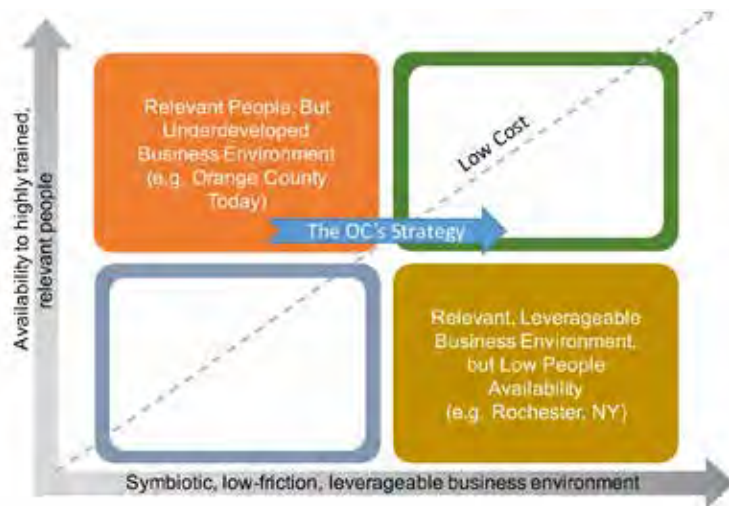 Availability to highly trained,
relevant people
Relevant People, But
Underdeveloped
Business Environment
(e.g. Orange County
Today)
Low Cost
The OC's Strategy
Relevant, Leverageable
Business Environment,
but Low People
Availability
(e.g. Rochester, NY)
Symbiotic, low-friction, leverageable business environment